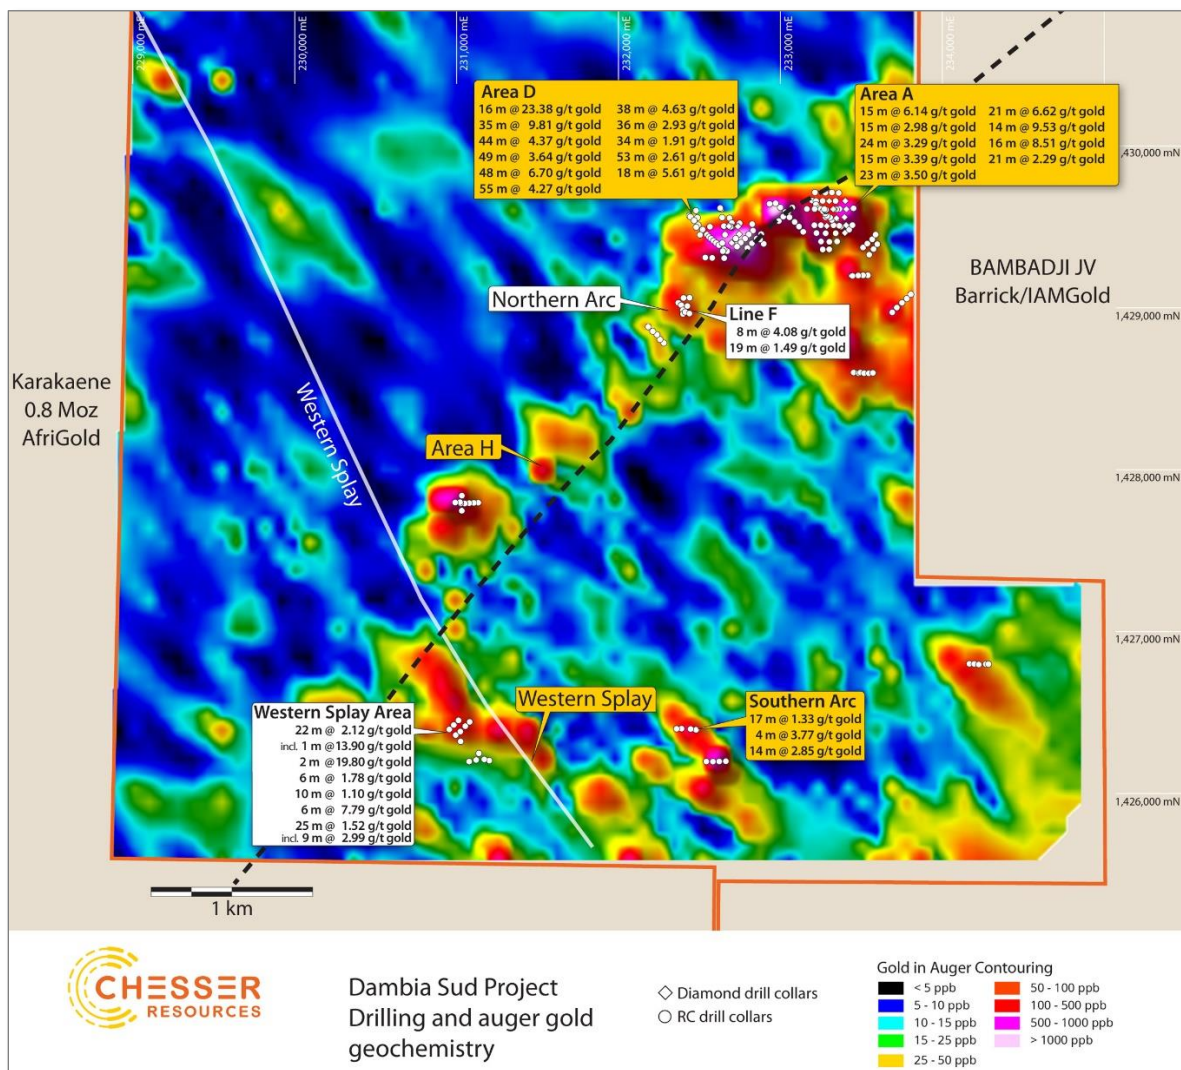 229,000 mE
230,000 mE
231,000 mE
232,000 mE
233,000 mE
234,000 mE
Area D
16 m @ 23.38 g/t gold 38 m @ 4.63 g/t gold
35 m @ 9.81 g/t gold 36 m @ 2.93 g/t gold
44 m @ 4.37 g/t gold 34 m @ 1.91 g/t gold
49 m @ 3.64 g/t gold 53 m @ 2.61 g/t gold
48 m @ 6.70 g/t gold 18 m @ 5.61 g/t gold
55 m @ 4.27 g/t gold
Area A
15 m @ 6.14 g/t gold 21 m @ 6.62 g/t gold
15 m @ 2.98 g/t gold 14 m @ 9.53 g/t gold
24 m @ 3.29 g/t gold 16 m @ 8.51 g/t gold
15 m @ 3.39 g/t gold 21 m @ 2.29 g/t gold
23 m @ 3.50 g/t gold
1,430,000 mN
BAMBADJI JV
Barrick/IAMGold
Northern Arc
Line F
8 m @ 4.08 g/t gold
19 m @ 1.49 g/t gold
1,429,000 mN
Karakaene
0.8 Moz
AfriGold
Western Splay
Area H
1,428,000 mN
1,427,000 mN
Western Splay
Western Splay Area
22 m @ 2.12 g/t gold
incl. 1 m @ 13.90 g/t gold
2 m @ 19.80 g/t gold
6 m @ 1.78 g/t gold
10 m @ 1.10 g/t gold
6 m @ 7.79 g/t gold
25 m @ 1.52 g/t gold
incl. 9 m @ 2.99 g/t gold
Southern Arc
17 m @ 1.33 g/t gold
4 m @ 3.77 g/t gold
14 m @ 2.85 g/t gold
1,426,000 mN
1 km
CHESSER
RESOURCES
Dambia Sud Project
Drilling and auger gold
geochemistry
Diamond drill collars
RC drill collars
Gold in Auger Contouring
< 5 ppb
5 - 10 ppb
10 - 15 ppb
15 - 25 ppb
25 - 50 ppb
50 - 100 ppb
100 - 500 ppb
500 - 1000 ppb
> 1000 ppb